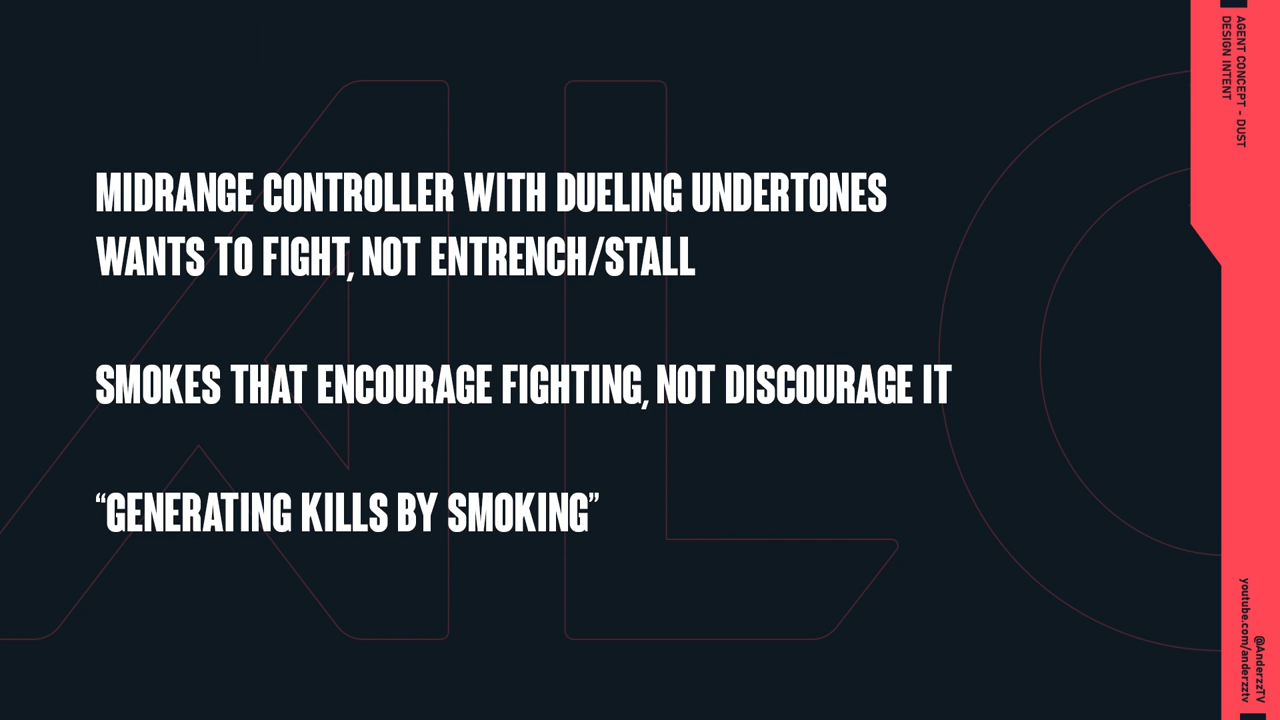 MIDRANGE CONTROLLER WITH DUELING UNDERTONES
WANTS TO FIGHT, NOT ENTRENCH/STALL
SMOKES THAT ENCOURAGE FIGHTING, NOT DISCOURAGE IT
“GENERATING KILLS BY SMOKING”
AGENT CONCEPT - DUST
DESIGN INTENT
@AnderzzTV
youtube.com/anderzztv